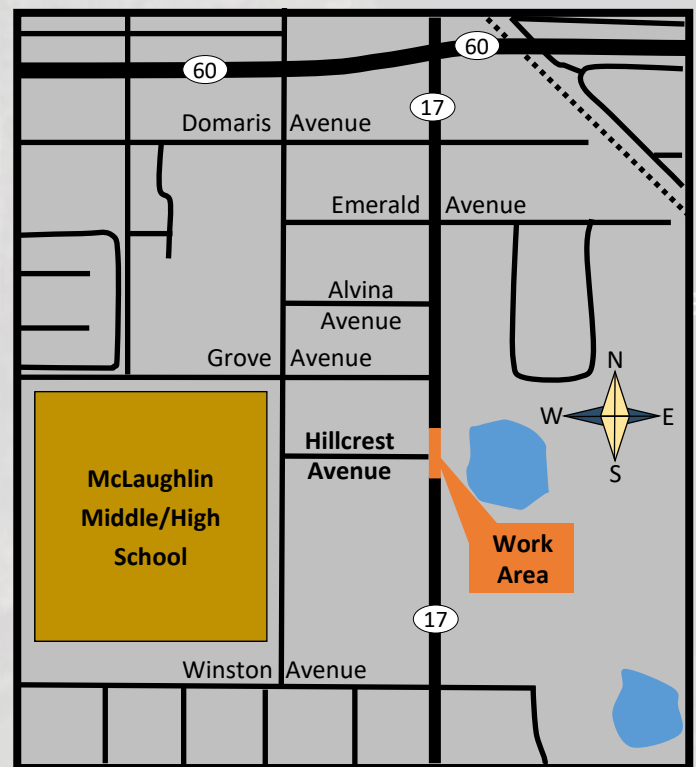 60
60
17
Domaris Avenue
Emerald Avenue
Alvina
Avenue
Grove Avenue
N
W E
S
Hillcrest
Avenue
McLaughlin
Middle/High
School
Work
Area
17
Winston Avenue